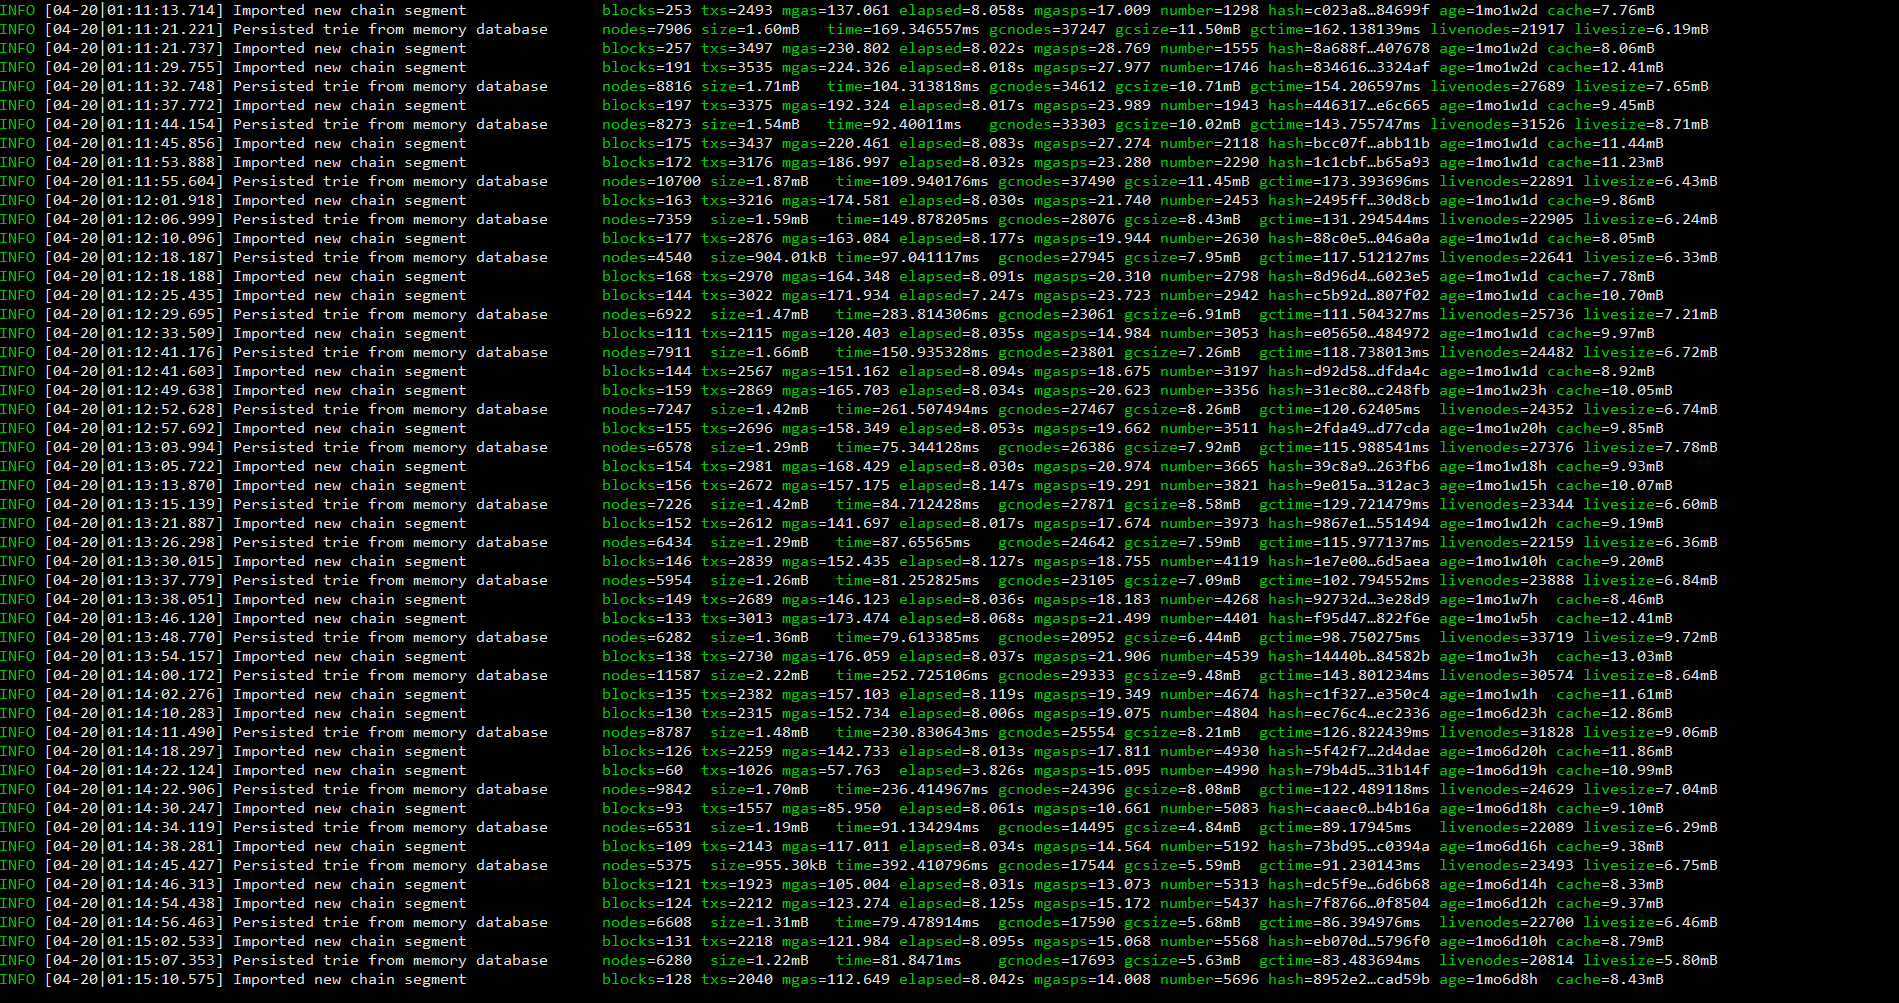 INFO [04-20|01:11:13.714] Imported new chain segment blocks=253 txs=2493 mgas=137.061 elapsed=8.058s mgasps=17.009 number=1298 hash=c023a8…84699f age=1mo1w2d cache=7.76mB
INFO [04-20|01:11:21.221] Persisted trie from memory database nodes=7906 size=1.60mB time=169.346557ms gcnodes=37247 gcsize=11.50mB gctime=162.138139ms livenodes=21917 livesize=6.19mB
INFO [04-20|01:11:21.737] Imported new chain segment blocks=257 txs=3497 mgas=230.802 elapsed=8.022s mgasps=28.769 number=1555 hash=8a688f…407678 age=1mo1w2d cache=8.06mB
INFO [04-20|01:11:29.755] Imported new chain segment blocks=191 txs=3535 mgas=224.326 elapsed=8.018s mgasps=27.977 number=1746 hash=834616…3324af age=1mo1w2d cache=12.41mB
INFO [04-20|01:11:32.748] Persisted trie from memory database nodes=8816 size=1.71mB time=104.313818ms gcnodes=34612 gcsize=10.71mB gctime=154.206597ms livenodes=27689 livesize=7.65mB
INFO [04-20|01:11:37.772] Imported new chain segment blocks=197 txs=3375 mgas=192.324 elapsed=8.017s mgasps=23.989 number=1943 hash=446317…e6c665 age=1mo1w1d cache=9.45mB
INFO [04-20|01:11:44.154] Persisted trie from memory database nodes=8273 size=1.54mB time=92.40011ms gcnodes=33303 gcsize=10.02mB gctime=143.755747ms livenodes=31526 livesize=8.71mB
INFO [04-20|01:11:45.856] Imported new chain segment blocks=175 txs=3437 mgas=220.461 elapsed=8.083s mgasps=27.274 number=2118 hash=bcc07f…abb11b age=1mo1w1d cache=11.44mB
INFO [04-20|01:11:53.888] Imported new chain segment blocks=172 txs=3176 mgas=186.997 elapsed=8.032s mgasps=23.280 number=2290 hash=1c1cbf…b65a93 age=1mo1w1d cache=11.23mB
INFO [04-20|01:11:55.604] Persisted trie from memory database nodes=10700 size=1.87mB time=109.940176ms gcnodes=37490 gcsize=11.45mB gctime=173.393696ms livenodes=22891 livesize=6.43mB
INFO [04-20|01:12:01.918] Imported new chain segment blocks=163 txs=3216 mgas=174.581 elapsed=8.030s mgasps=21.740 number=2453 hash=2495ff…30d8cb age=1mo1w1d cache=9.86mB
INFO [04-20|01:12:06.999] Persisted trie from memory database nodes=7359 size=1.59mB time=149.878205ms gcnodes=28076 gcsize=8.43mB gctime=131.294544ms livenodes=22905 livesize=6.24mB
INFO [04-20|01:12:10.096] Imported new chain segment blocks=177 txs=2876 mgas=163.084 elapsed=8.177s mgasps=19.944 number=2630 hash=88c0e5…046a0a age=1mo1w1d cache=8.05mB
INFO [04-20|01:12:18.187] Persisted trie from memory database nodes=4540 size=904.01kB time=97.041117ms gcnodes=27945 gcsize=7.95mB gctime=117.512127ms livenodes=22641 livesize=6.33mB
INFO [04-20|01:12:18.188] Imported new chain segment blocks=168 txs=2970 mgas=164.348 elapsed=8.091s mgasps=20.310 number=2798 hash=8d96d4…6023e5 age=1mo1w1d cache=7.78mB
INFO [04-20|01:12:25.435] Imported new chain segment blocks=144 txs=3022 mgas=171.934 elapsed=7.247s mgasps=23.723 number=2942 hash=c5b92d…807f02 age=1mo1w1d cache=10.70mB
INFO [04-20|01:12:29.695] Persisted trie from memory database nodes=6922 size=1.47mB time=283.814306ms gcnodes=23061 gcsize=6.91mB gctime=111.504327ms livenodes=25736 livesize=7.21mB
INFO [04-20|01:12:33.509] Imported new chain segment blocks=111 txs=2115 mgas=120.403 elapsed=8.035s mgasps=14.984 number=3053 hash=e05650…484972 age=1mo1w1d cache=9.97mB
INFO [04-20|01:12:41.176] Persisted trie from memory database nodes=7911 size=1.66mB time=150.935328ms gcnodes=23801 gcsize=7.26mB gctime=118.738013ms livenodes=24482 livesize=6.72mB
INFO [04-20|01:12:41.603] Imported new chain segment blocks=144 txs=2567 mgas=151.162 elapsed=8.094s mgasps=18.675 number=3197 hash=d92d58…dfda4c age=1mo1w1d cache=8.92mB
INFO [04-20|01:12:49.638] Imported new chain segment blocks=159 txs=2869 mgas=165.703 elapsed=8.034s mgasps=20.623 number=3356 hash=31ec80…c248fb age=1mo1w23h cache=10.05mB
INFO [04-20|01:12:52.628] Persisted trie from memory database nodes=7247 size=1.42mB time=261.507494ms gcnodes=27467 gcsize=8.26mB gctime=120.62405ms livenodes=24352 livesize=6.74mB
INFO [04-20|01:12:57.692] Imported new chain segment blocks=155 txs=2696 mgas=158.349 elapsed=8.053s mgasps=19.662 number=3511 hash=2fda49…d77cda age=1mo1w20h cache=9.85mB
INFO [04-20|01:13:03.994] Persisted trie from memory database nodes=6578 size=1.29mB time=75.344128ms gcnodes=26386 gcsize=7.92mB gctime=115.988541ms livenodes=27376 livesize=7.78mB
INFO [04-20|01:13:05.722] Imported new chain segment blocks=154 txs=2981 mgas=168.429 elapsed=8.030s mgasps=20.974 number=3665 hash=39c8a9…263fb6 age=1mo1w18h cache=9.93mB
INFO [04-20|01:13:13.870] Imported new chain segment blocks=156 txs=2672 mgas=157.175 elapsed=8.147s mgasps=19.291 number=3821 hash=9e015a…312ac3 age=1mo1w15h cache=10.07mB
INFO [04-20|01:13:15.139] Persisted trie from memory database nodes=7226 size=1.42mB time=84.712428ms gcnodes=27871 gcsize=8.58mB gctime=129.721479ms livenodes=23344 livesize=6.60mB
INFO [04-20|01:13:21.887] Imported new chain segment blocks=152 txs=2612 mgas=141.697 elapsed=8.017s mgasps=17.674 number=3973 hash=9867e1…551494 age=1mo1w12h cache=9.19mB
INFO [04-20|01:13:26.298] Persisted trie from memory database nodes=6434 size=1.29mB time=87.65565ms gcnodes=24642 gcsize=7.59mB gctime=115.977137ms livenodes=22159 livesize=6.36mB
INFO [04-20|01:13:30.015] Imported new chain segment blocks=146 txs=2839 mgas=152.435 elapsed=8.127s mgasps=18.755 number=4119 hash=1e7e00…6d5aea age=1mo1w10h cache=9.20mB
INFO [04-20|01:13:37.779] Persisted trie from memory database nodes=5954 size=1.26mB time=81.252825ms gcnodes=23105 gcsize=7.09mB gctime=102.794552ms livenodes=23888 livesize=6.84mB
INFO [04-20|01:13:38.051] Imported new chain segment blocks=149 txs=2689 mgas=146.123 elapsed=8.036s mgasps=18.183 number=4268 hash=92732d…3e28d9 age=1mo1w7h cache=8.46mB
INFO [04-20|01:13:46.120] Imported new chain segment blocks=133 txs=3013 mgas=173.474 elapsed=8.068s mgasps=21.499 number=4401 hash=f95d47…822f6e age=1mo1w5h cache=12.41mB
INFO [04-20|01:13:48.770] Persisted trie from memory database nodes=6282 size=1.36mB time=79.613385ms gcnodes=20952 gcsize=6.44mB gctime=98.750275ms livenodes=33719 livesize=9.72mB
INFO [04-20|01:13:54.157] Imported new chain segment blocks=138 txs=2730 mgas=176.059 elapsed=8.037s mgasps=21.906 number=4539 hash=14440b…84582b age=1mo1w3h cache=13.03mB
INFO [04-20|01:14:00.172] Persisted trie from memory database nodes=11587 size=2.22mB time=252.725106ms gcnodes=29333 gcsize=9.48mB gctime=143.801234ms livenodes=30574 livesize=8.64mB
INFO [04-20|01:14:02.276] Imported new chain segment blocks=135 txs=2382 mgas=157.103 elapsed=8.119s mgasps=19.349 number=4674 hash=c1f327…e350c4 age=1mo1w1h cache=11.61mB
INFO [04-20|01:14:10.283] Imported new chain segment blocks=130 txs=2315 mgas=152.734 elapsed=8.006s mgasps=19.075 number=4804 hash=ec76c4…ec2336 age=1mo6d23h cache=12.86mB
INFO [04-20|01:14:11.490] Persisted trie from memory database nodes=8787 size=1.48mB time=230.830643ms gcnodes=25554 gcsize=8.21mB gctime=126.822439ms livenodes=31828 livesize=9.06mB
INFO [04-20|01:14:18.297] Imported new chain segment blocks=126 txs=2259 mgas=142.733 elapsed=8.013s mgasps=17.811 number=4930 hash=5f42f7…2d4dae age=1mo6d20h cache=11.86mB
INFO [04-20|01:14:22.124] Imported new chain segment blocks=60 txs=1026 mgas=57.763 elapsed=3.826s mgasps=15.095 number=4990 hash=79b4d5…31b14f age=1mo6d19h cache=10.99mB
INFO [04-20|01:14:22.906] Persisted trie from memory database nodes=9842 size=1.70mB time=236.414967ms gcnodes=24396 gcsize=8.08mB gctime=122.489118ms livenodes=24629 livesize=7.04mB
INFO [04-20|01:14:30.247] Imported new chain segment blocks=93 txs=1557 mgas=85.950 elapsed=8.061s mgasps=10.661 number=5083 hash=caaec0…b4b16a age=1mo6d18h cache=9.10mB
INFO [04-20|01:14:34.119] Persisted trie from memory database nodes=6531 size=1.19mB time=91.134294ms gcnodes=14495 gcsize=4.84mB gctime=89.17945ms livenodes=22089 livesize=6.29mB
INFO [04-20|01:14:38.281] Imported new chain segment blocks=109 txs=2143 mgas=117.011 elapsed=8.034s mgasps=14.564 number=5192 hash=73bd95…c0394a age=1mo6d16h cache=9.38mB
INFO [04-20|01:14:45.427] Persisted trie from memory database nodes=5375 size=955.30kB time=392.410796ms gcnodes=17544 gcsize=5.59mB gctime=91.230143ms livenodes=23493 livesize=6.75mB
INFO [04-20|01:14:46.313] Imported new chain segment blocks=121 txs=1923 mgas=105.004 elapsed=8.031s mgasps=13.073 number=5313 hash=dc5f9e…6d6b68 age=1mo6d14h cache=8.33mB
INFO [04-20|01:14:54.438] Imported new chain segment blocks=124 txs=2212 mgas=123.274 elapsed=8.125s mgasps=15.172 number=5437 hash=7f8766…0f8504 age=1mo6d12h cache=9.37mB
INFO [04-20|01:14:56.463] Persisted trie from memory database nodes=6608 size=1.31mB time=79.478914ms gcnodes=17590 gcsize=5.68mB gctime=86.394976ms livenodes=22700 livesize=6.46mB
INFO [04-20|01:15:02.533] Imported new chain segment blocks=131 txs=2218 mgas=121.984 elapsed=8.095s mgasps=15.068 number=5568 hash=eb070d…5796f0 age=1mo6d10h cache=8.79mB
INFO [04-20|01:15:07.353] Persisted trie from memory database nodes=6280 size=1.22mB time=81.8471ms gcnodes=17693 gcsize=5.63mB gctime=83.483694ms livenodes=20814 livesize=5.80mB
INFO [04-20|01:15:10.575] Imported new chain segment blocks=128 txs=2040 mgas=112.649 elapsed=8.042s mgasps=14.008 number=5696 hash=8952e2…cad59b age=1mo6d8h cache=8.43mB